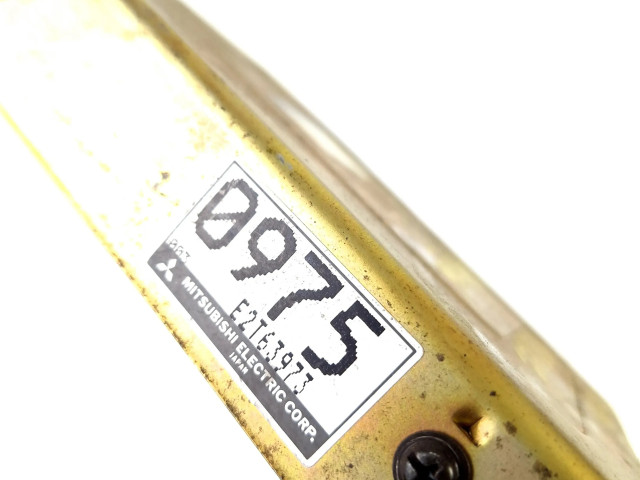 0975
E2T63973
MITSUBISHI ELECTRIC CORP.
JAPAN